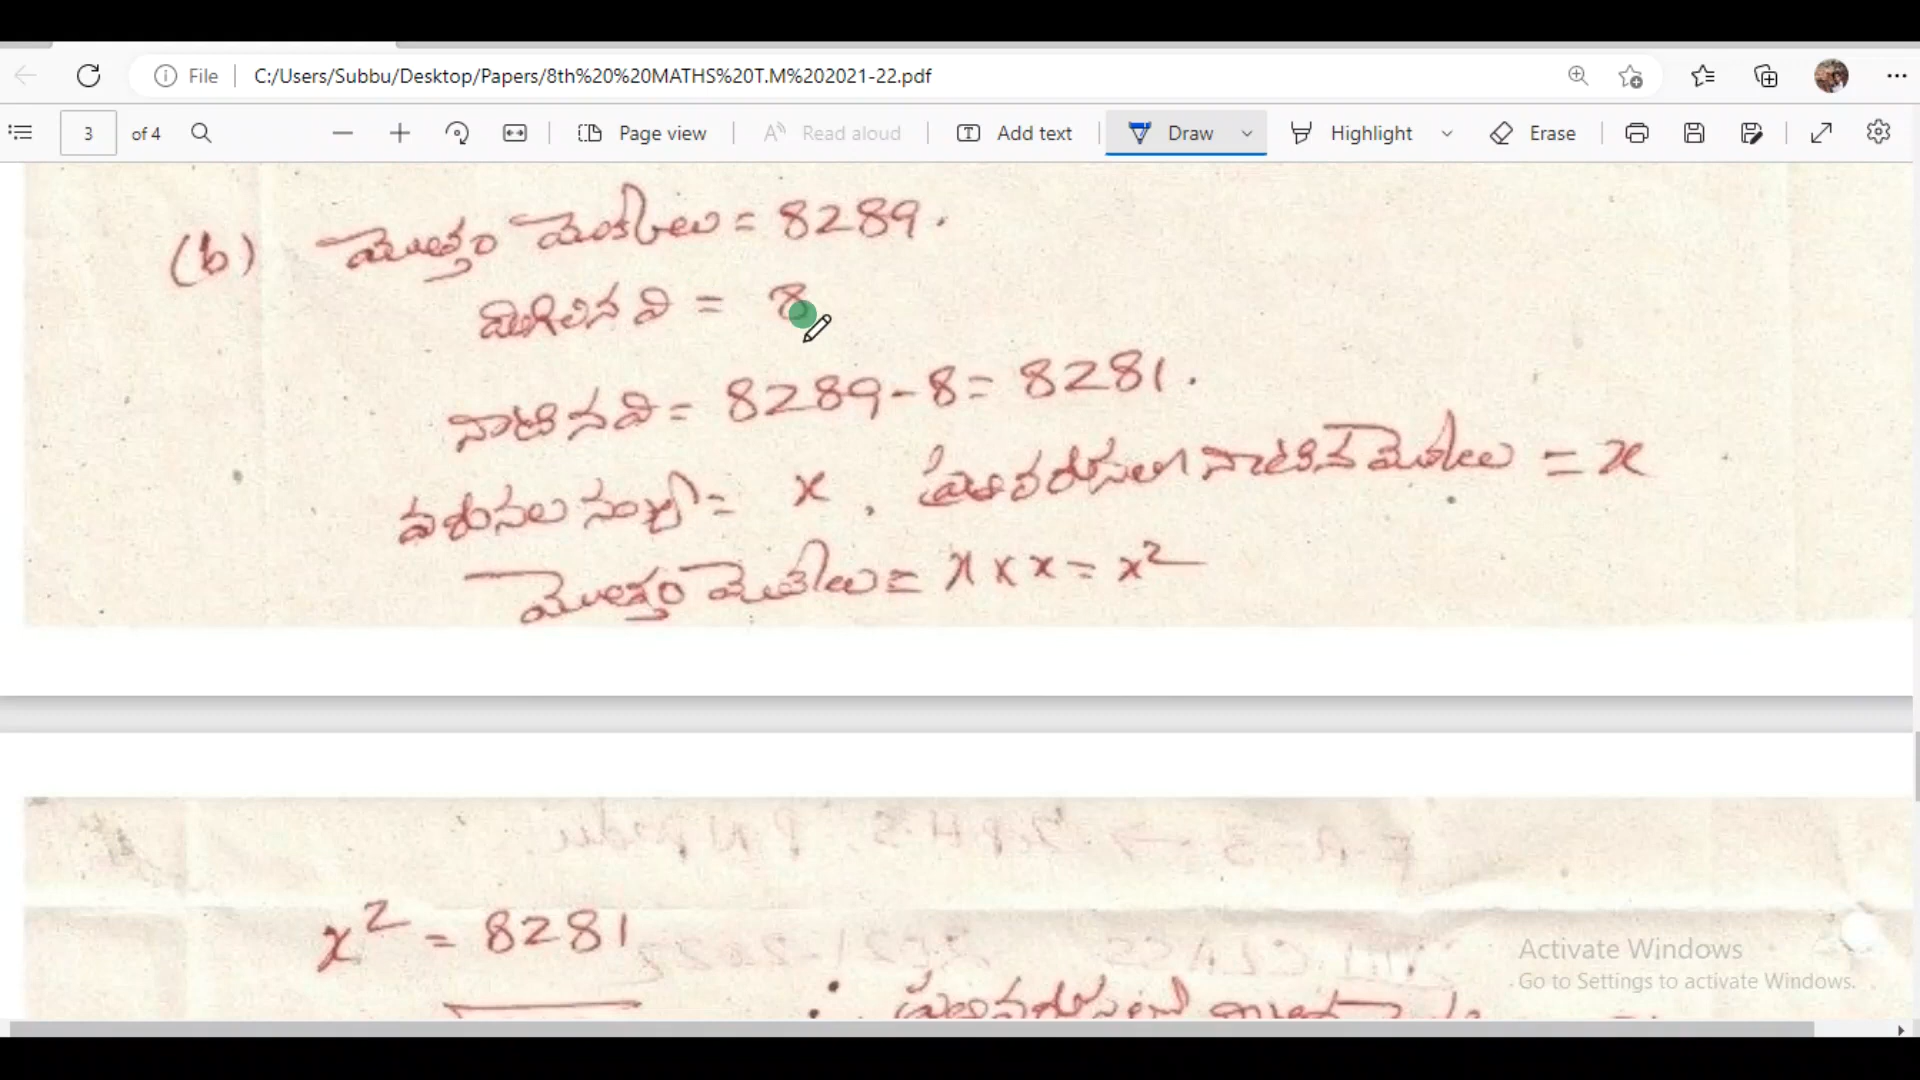 File C:/Users/Subbu/Desktop/Papers/8th%20%20MATHS%20T.M%202021-22.pdf
3 of 4 Page view Read aloud Add text Draw Highlight Erase
(b) మొత్తం మొక్కలు = 8289.
మిగిలినవి = 8
నాటినవి = 8289-8= 8281.
వరుసల సంఖ్య = x, ప్రతి వరుసలో నాటిన మొక్కలు = x
మొత్తం మొక్కలు = x × x = x²
x² = 8281
Activate Windows
Go to Settings to activate Windows.